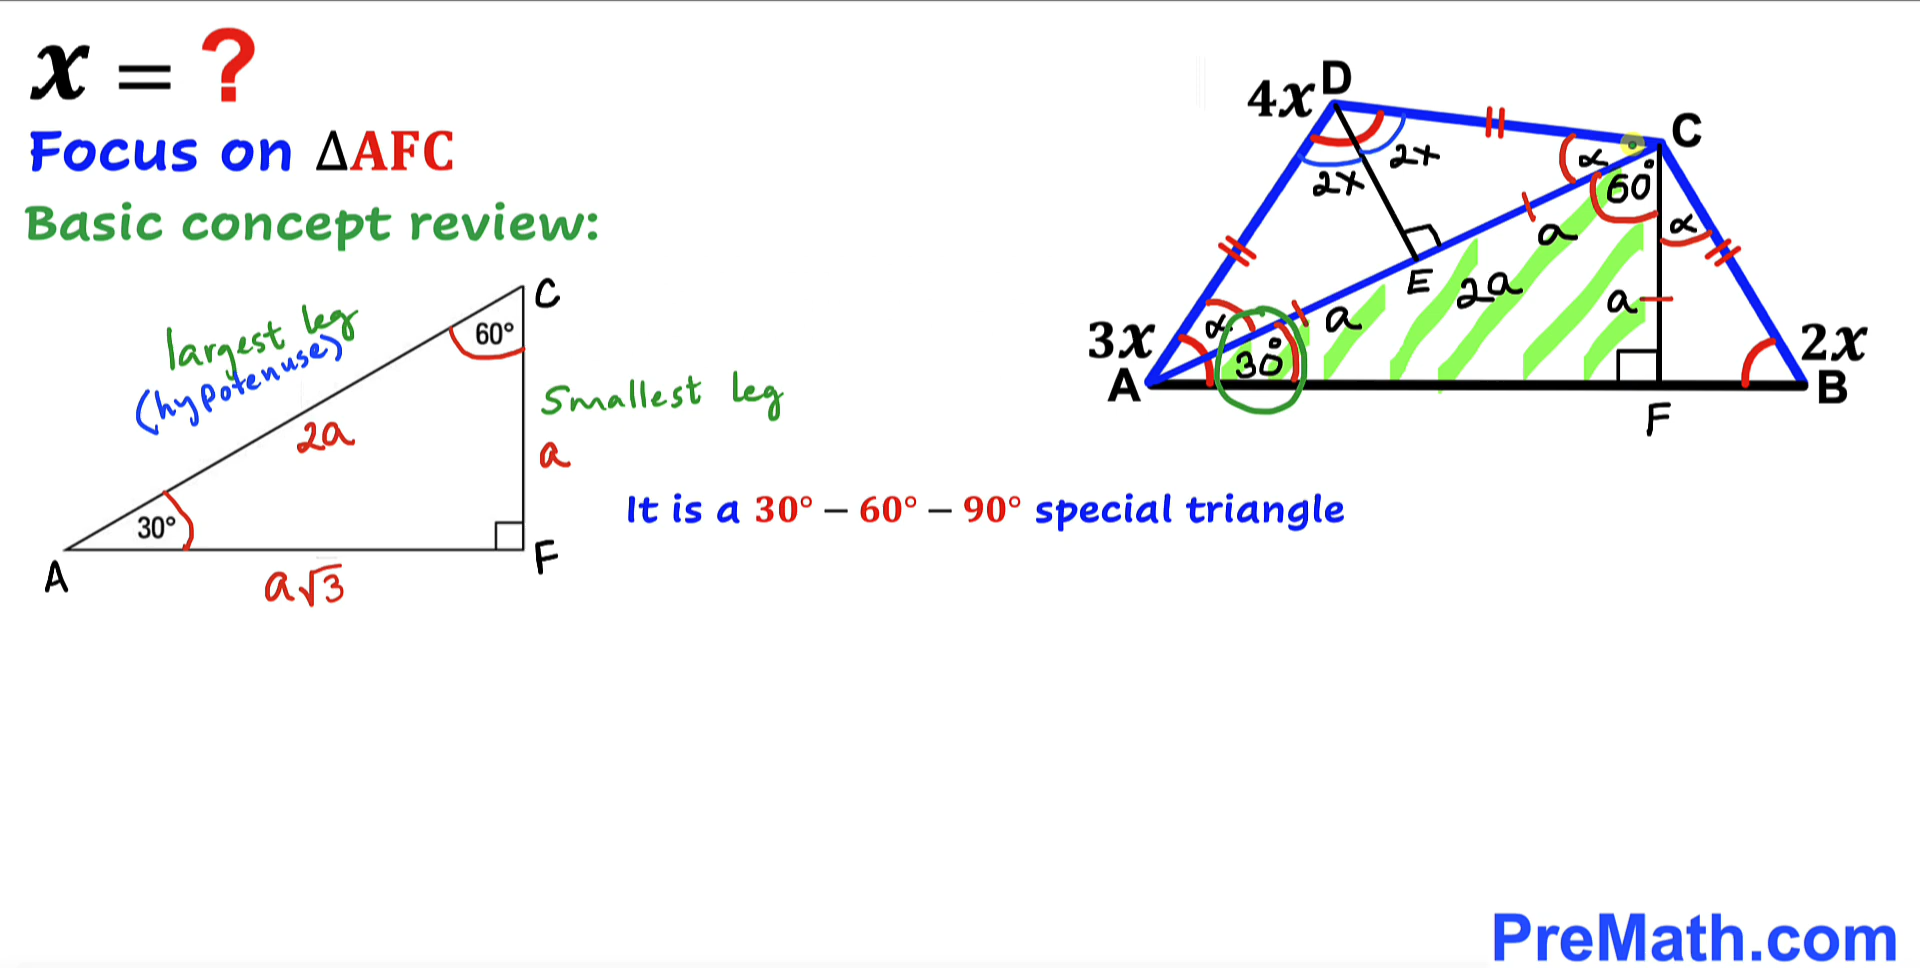 x = ?
Focus on ΔAFC
Basic concept review:
largest leg
(hypotenuse)
C
60°
Smallest leg
2a
a
30°
A
F
a√3
It is a 30° – 60° – 90° special triangle
4x
D
C
2x
2x
α
60°
α
a
E
2a
a
a
3x
α
30°
2x
A
B
F
PreMath.com